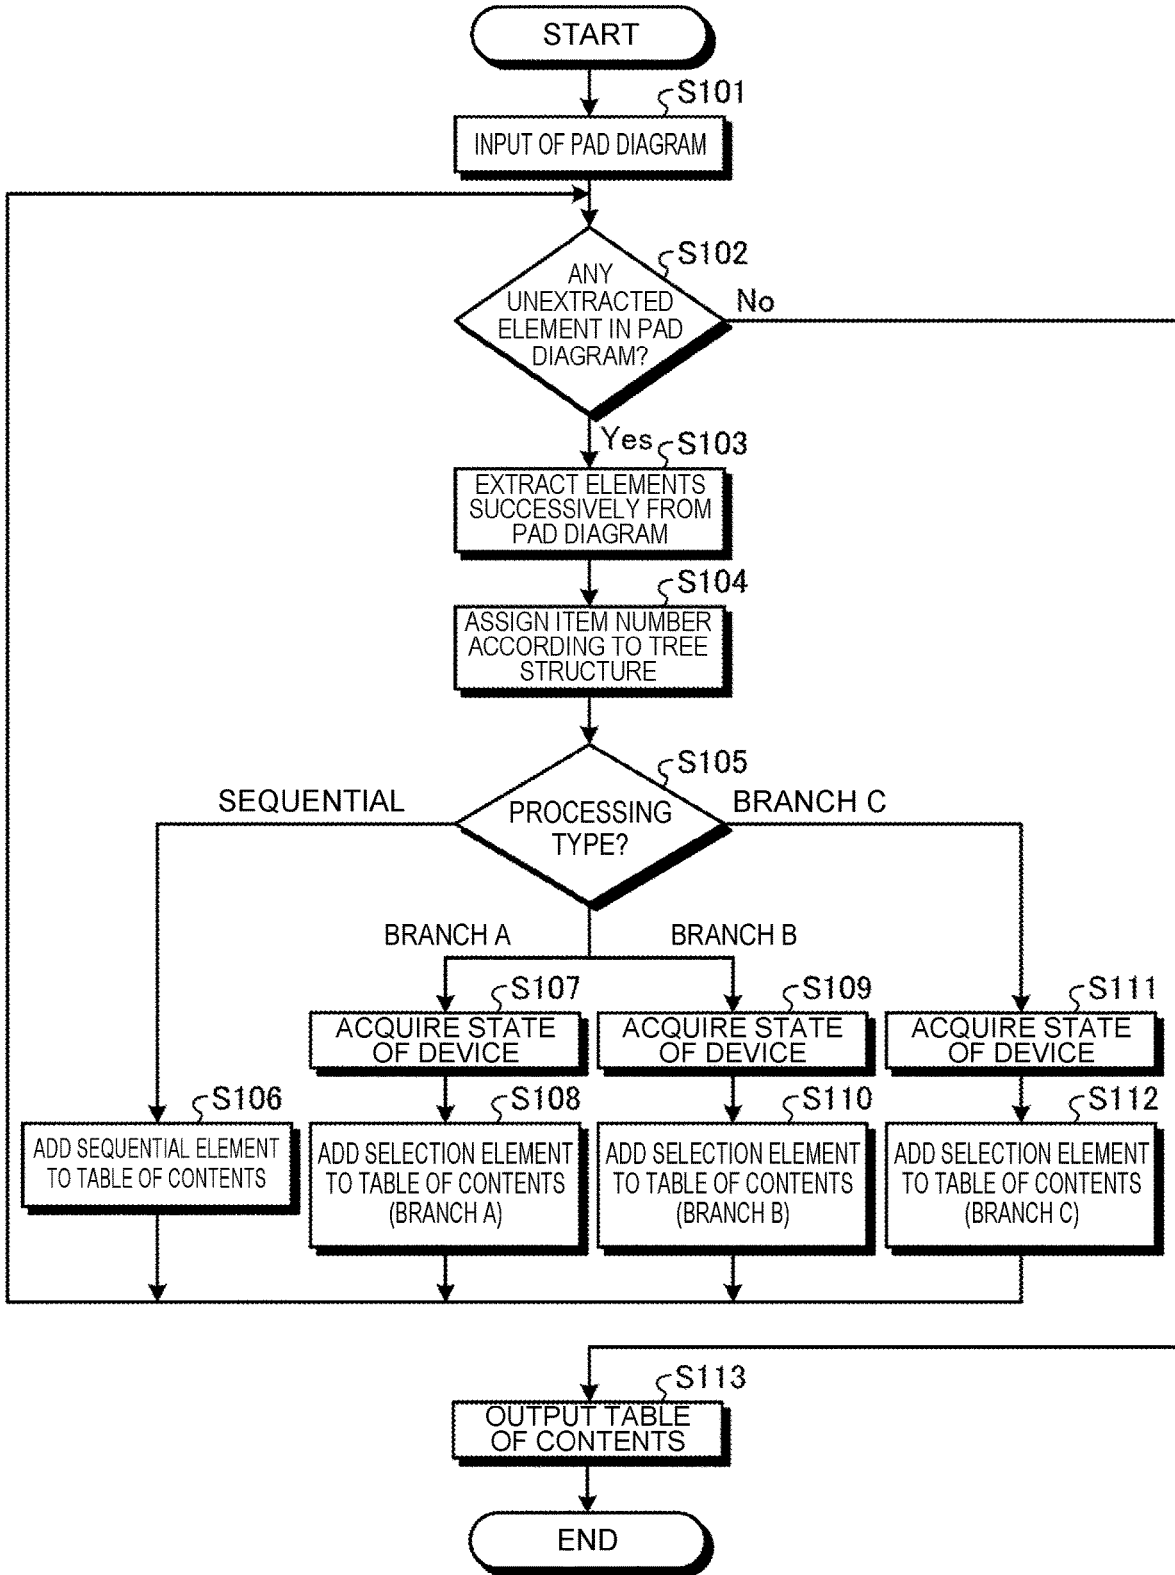 START
S101
INPUT OF PAD DIAGRAM
S102
ANY
UNEXTRACTED
ELEMENT IN PAD
DIAGRAM?
No
Yes
S103
EXTRACT ELEMENTS
SUCCESSIVELY FROM
PAD DIAGRAM
S104
ASSIGN ITEM NUMBER
ACCORDING TO TREE
STRUCTURE
S105
PROCESSING
TYPE?
SEQUENTIAL
BRANCH C
BRANCH A
BRANCH B
S107
ACQUIRE STATE
OF DEVICE
S109
ACQUIRE STATE
OF DEVICE
S111
ACQUIRE STATE
OF DEVICE
S106
ADD SEQUENTIAL ELEMENT
TO TABLE OF CONTENTS
S108
ADD SELECTION ELEMENT
TO TABLE OF CONTENTS
(BRANCH A)
S110
ADD SELECTION ELEMENT
TO TABLE OF CONTENTS
(BRANCH B)
S112
ADD SELECTION ELEMENT
TO TABLE OF CONTENTS
(BRANCH C)
S113
OUTPUT TABLE
OF CONTENTS
END